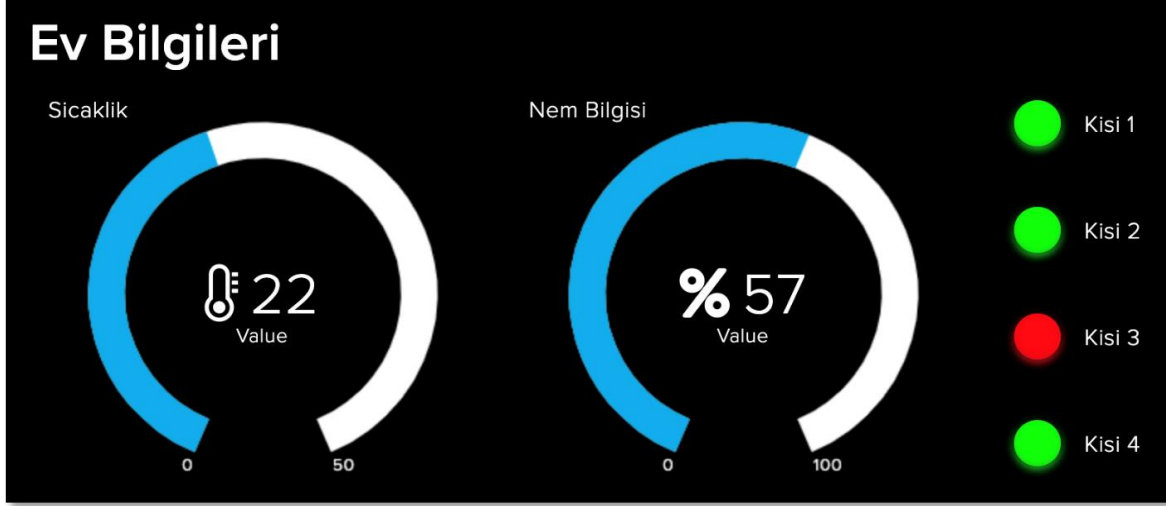 Ev Bilgileri
Sicaklik
22
Value
0
50
Nem Bilgisi
% 57
Value
0
100
Kisi 1
Kisi 2
Kisi 3
Kisi 4